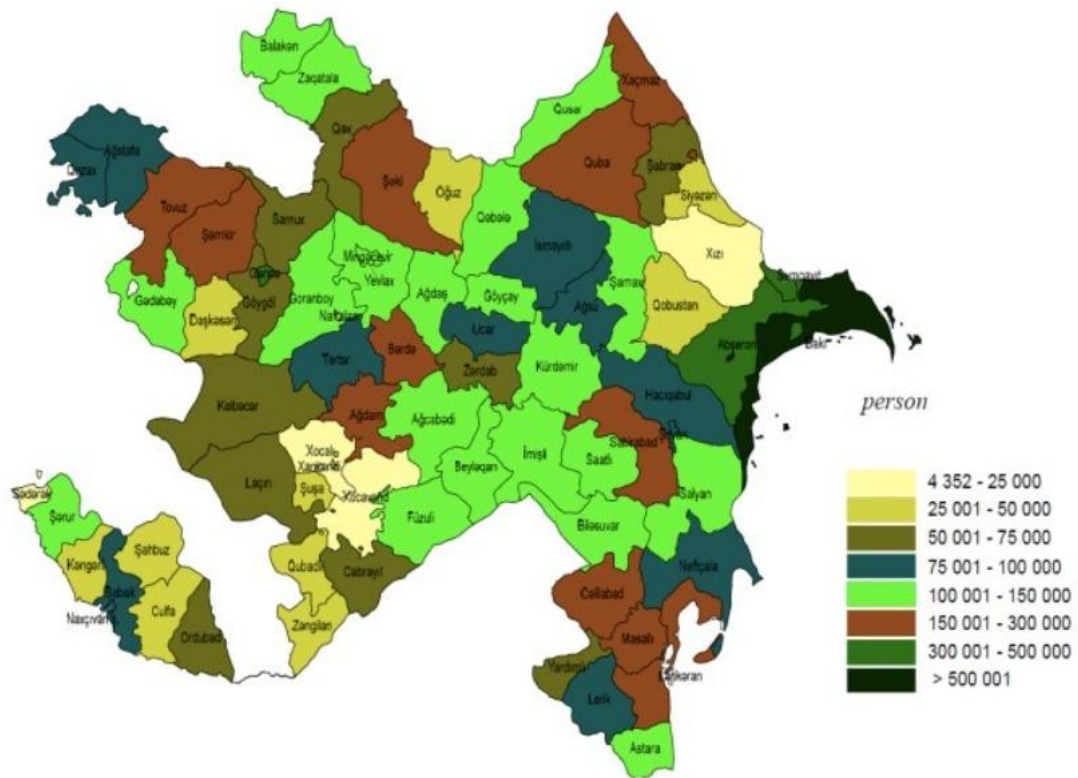 Balakən
Zaqatala
Xaçmaz
Qusar
Qax
Ağstafa
Qazax
Quba
Şabran
Şəki
Oğuz
Siyəzən
Tovuz
Samux
Qəbələ
Şəmkir
İsmayıllı
Xızı
Mingəçevir
Gəncə
Yevlax
Şamaxı
Sumqayıt
Gədəbəy
Goranboy
Ağdaş
Göyçay
Göygöl
Ağsu
Qobustan
Daşkəsən
Naftalan
Ucar
Abşeron
Bakı
Tərtər
Bərdə
Zərdab
Kürdəmir
Hacıqabul
person
Kəlbəcər
Ağdam
Ağcabədi
Şirvan
Sabirabad
Xocalı
İmişli
Saatlı
Xankəndi
Beyləqan
Laçın
Şuşa
Xocavənd
Salyan
Sədərək
Füzuli
Şərur
Biləsuvar
Şahbuz
Kəngərli
Qubadlı
Cəbrayıl
Neftçala
Babək
Cəlilabad
Culfa
Naxçıvan
Ordubad
Zəngilan
Masallı
Yardımlı
Lənkəran
Lerik
Astara
4 352 - 25 000
25 001 - 50 000
50 001 - 75 000
75 001 - 100 000
100 001 - 150 000
150 001 - 300 000
300 001 - 500 000
> 500 001